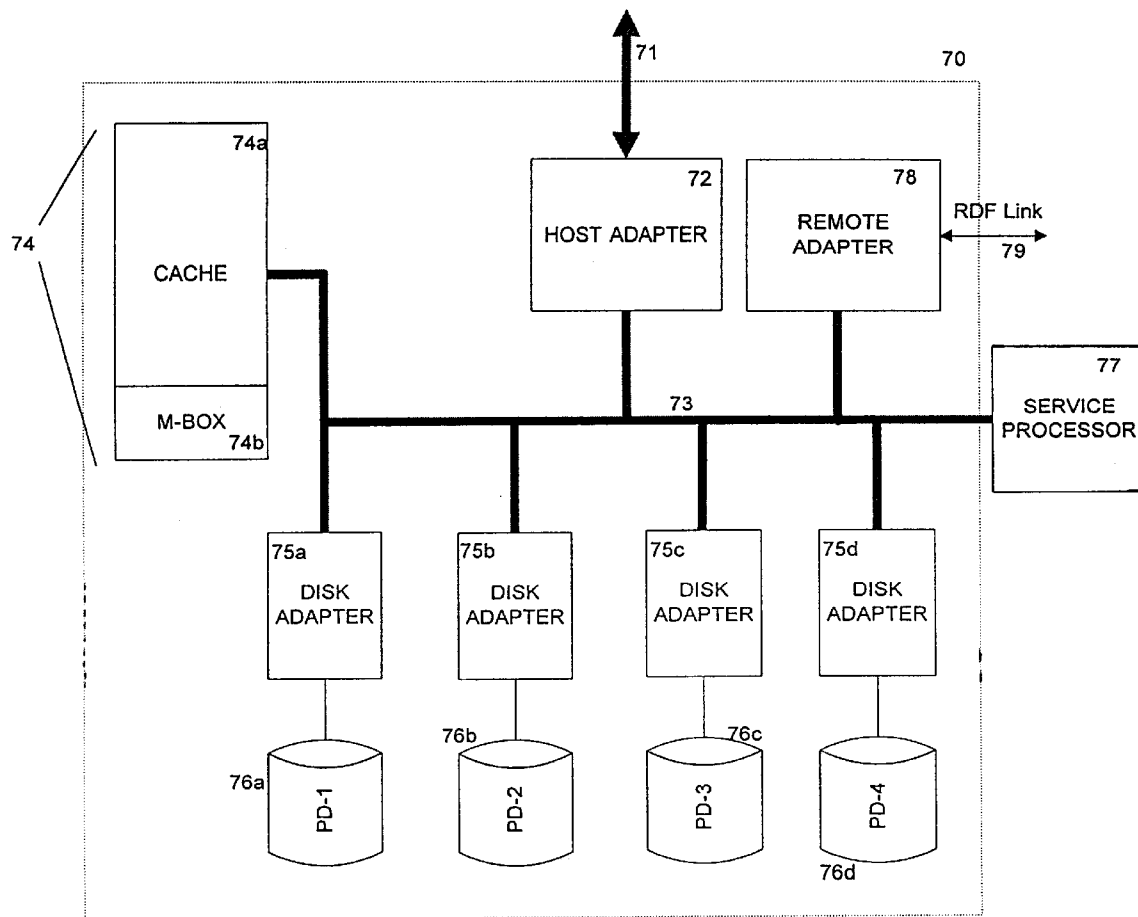 71
70
74a
72
78
RDF Link
HOST ADAPTER
REMOTE
ADAPTER
79
74
CACHE
77
M-BOX
73
SERVICE
PROCESSOR
74b
75a
75b
75c
75d
DISK
ADAPTER
DISK
ADAPTER
DISK
ADAPTER
DISK
ADAPTER
76a
76b
76c
PD-1
PD-2
PD-3
PD-4
76d